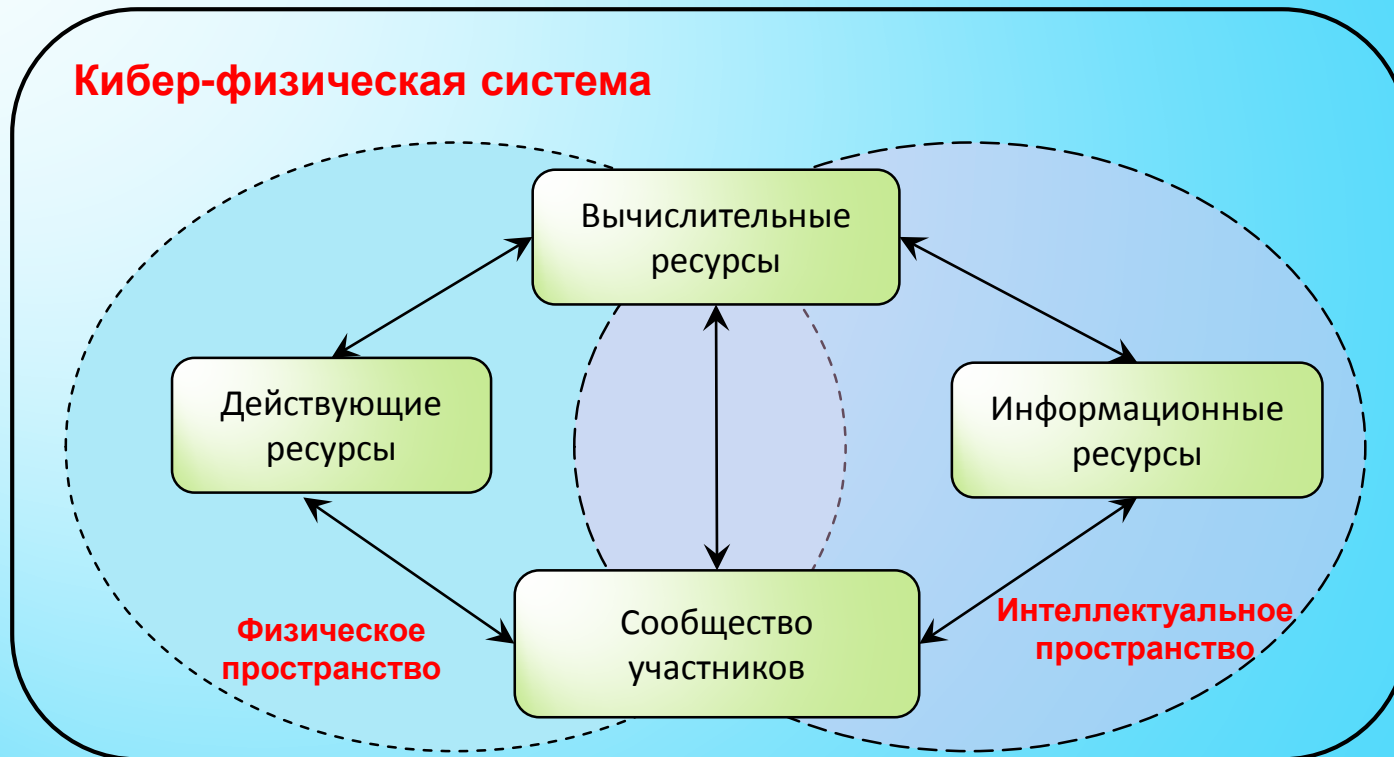 Кибер-физическая система
Вычислительные
ресурсы
Действующие
ресурсы
Информационные
ресурсы
Сообщество
участников
Физическое
пространство
Интеллектуальное
пространство